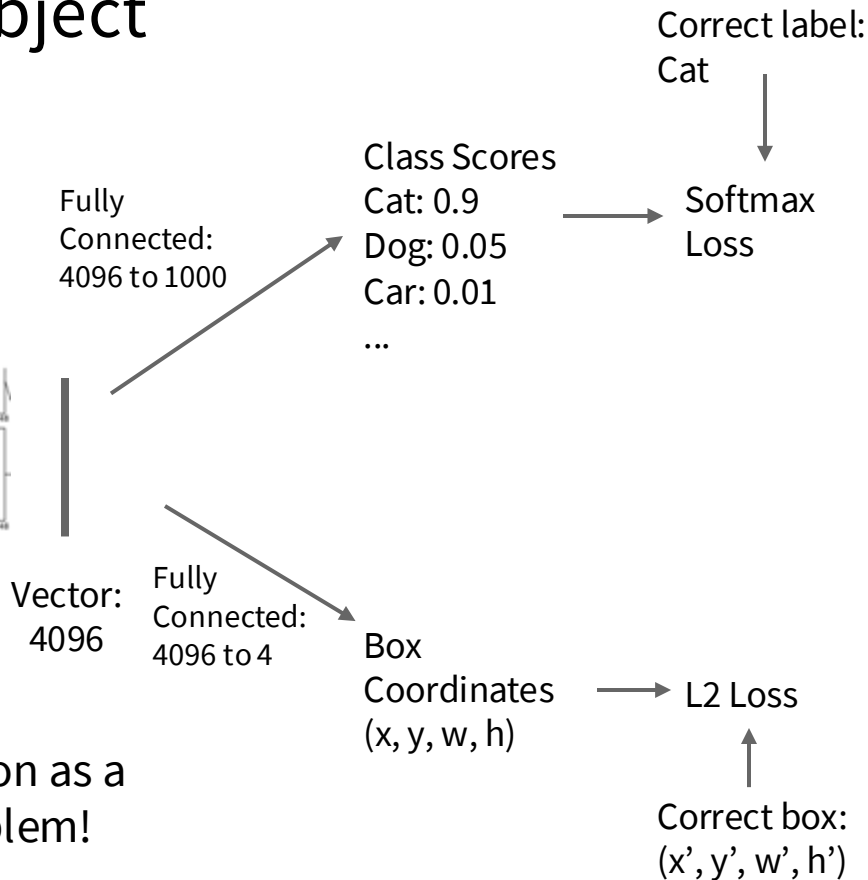 bject
Correct label:
Cat
Fully
Connected:
4096 to 1000
Class Scores
Cat: 0.9
Dog: 0.05
Car: 0.01
...
Softmax
Loss
Vector:
4096
Fully
Connected:
4096 to 4
Box
Coordinates
(x, y, w, h)
L2 Loss
on as a
blem!
Correct box:
(x’, y’, w’, h’)